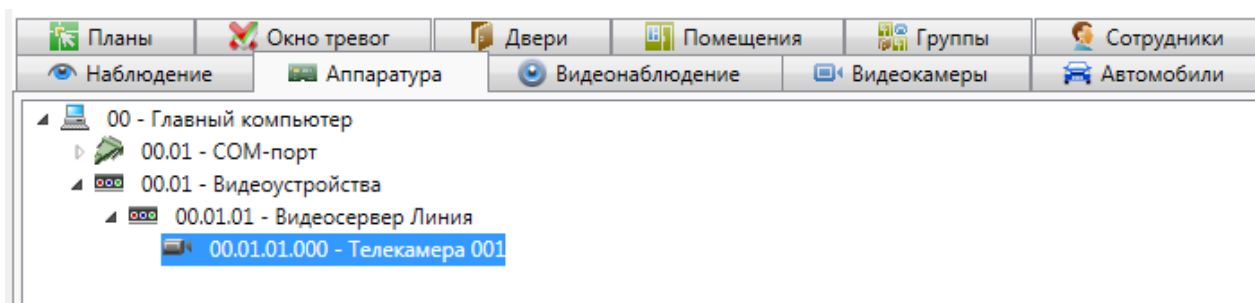 Планы Окно тревог Двери Помещения Группы Сотрудники
Наблюдение Аппаратура Видеонаблюдение Видеокамеры Автомобили
00 - Главный компьютер
00.01 - COM-порт
00.01 - Видеоустройства
00.01.01 - Видеосервер Линия
00.01.01.000 - Телекамера 001